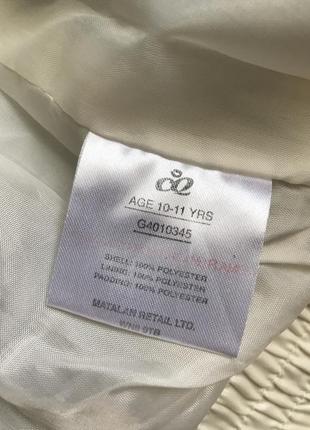 AGE 10-11 YRS
G4010345
SHELL: 100% POLYESTER
LINING: 100% POLYESTER
PADDING: 100% POLYESTER
MATALAN RETAIL LTD.